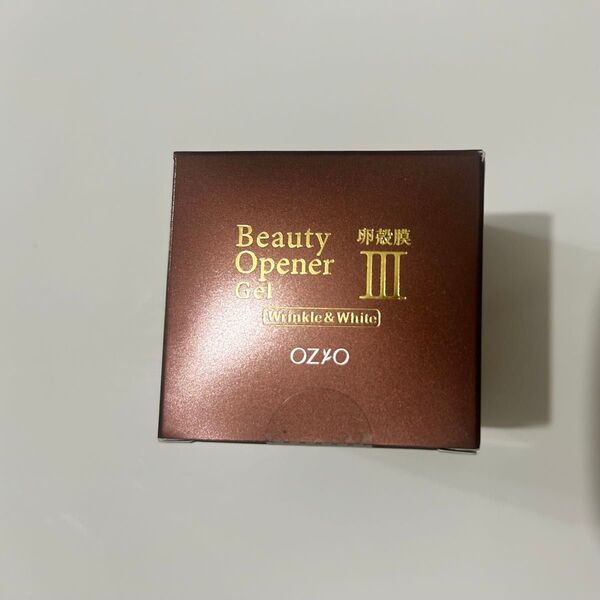 Beauty
Opener
Gel
卵殻膜
III
Wrinkle & White
OZIO